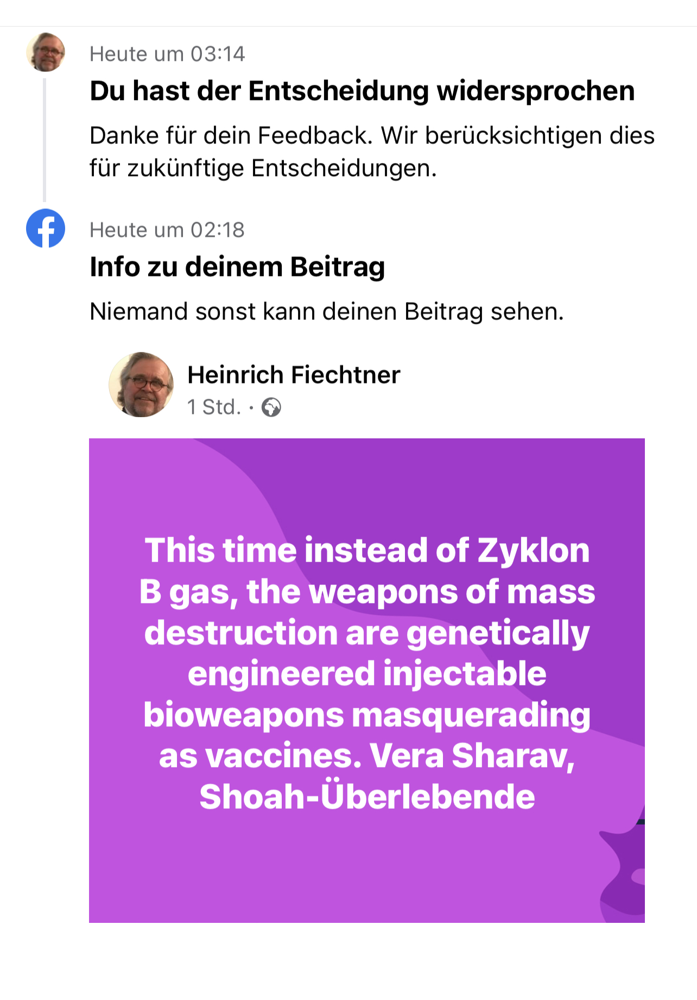 Heute um 03:14
Du hast der Entscheidung widersprochen
Danke für dein Feedback. Wir berücksichtigen dies
für zukünftige Entscheidungen.
Heute um 02:18
Info zu deinem Beitrag
Niemand sonst kann deinen Beitrag sehen.
Heinrich Fiechtner
1 Std. ·
This time instead of Zyklon
B gas, the weapons of mass
destruction are genetically
engineered injectable
bioweapons masquerading
as vaccines. Vera Sharav,
Shoah-Überlebende